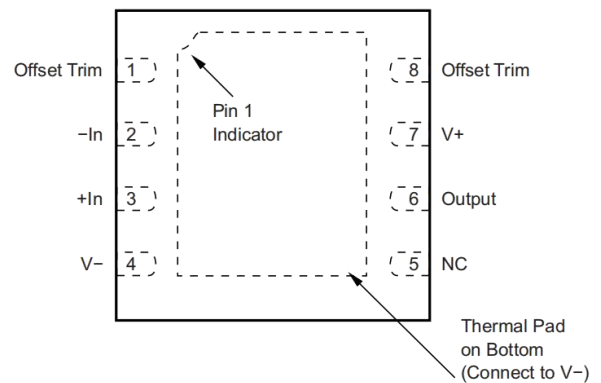 Offset Trim 1 8 Offset Trim
Pin 1
Indicator
−In 2 7 V+
+In 3 6 Output
V− 4 5 NC
Thermal Pad
on Bottom
(Connect to V−)